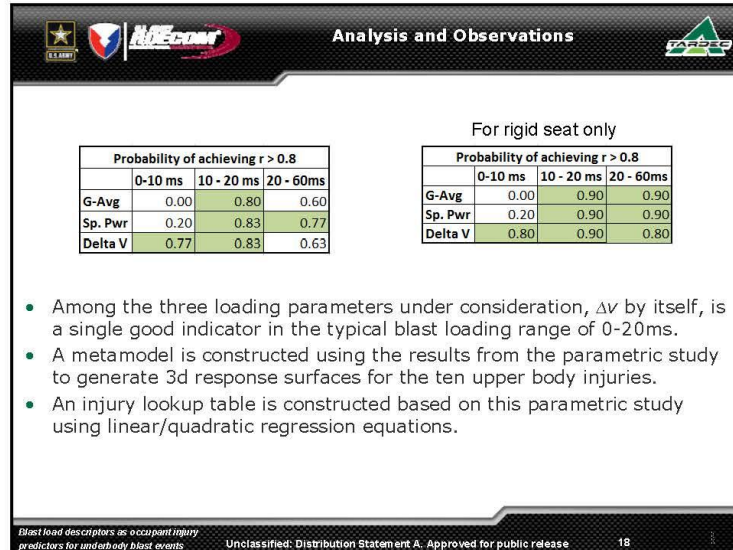 Analysis and Observations
U.S.ARMY
RDECOM
TARDEC
For rigid seat only
Probability of achieving r > 0.8
0-10 ms 10 - 20 ms 20 - 60ms
G-Avg 0.00 0.80 0.60
Sp. Pwr 0.20 0.83 0.77
Delta V 0.77 0.83 0.63
Probability of achieving r > 0.8
0-10 ms 10 - 20 ms 20 - 60ms
G-Avg 0.00 0.90 0.90
Sp. Pwr 0.20 0.90 0.90
Delta V 0.80 0.90 0.80
• Among the three loading parameters under consideration, Δv by itself, is
a single good indicator in the typical blast loading range of 0-20ms.
• A metamodel is constructed using the results from the parametric study
to generate 3d response surfaces for the ten upper body injuries.
• An injury lookup table is constructed based on this parametric study
using linear/quadratic regression equations.
Blast load descriptors as occupant injury
predictors for underbody blast events
Unclassified: Distribution Statement A. Approved for public release
18